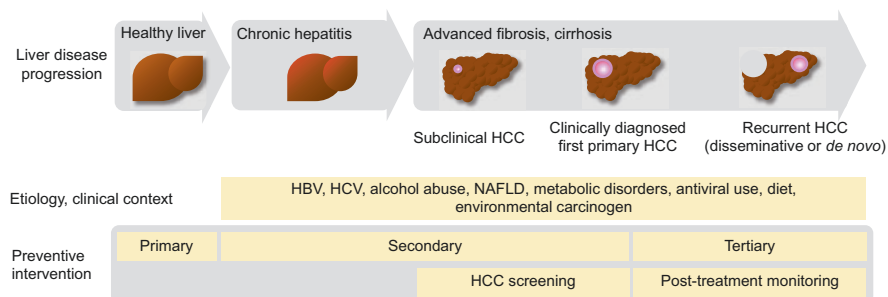 Healthy liver
Chronic hepatitis
Advanced fibrosis, cirrhosis
Liver disease
progression
Subclinical HCC
Clinically diagnosed
first primary HCC
Recurrent HCC
(disseminative or de novo)
Etiology, clinical context
HBV, HCV, alcohol abuse, NAFLD, metabolic disorders, antiviral use, diet,
environmental carcinogen
Preventive
intervention
Primary
Secondary
Tertiary
HCC screening
Post-treatment monitoring